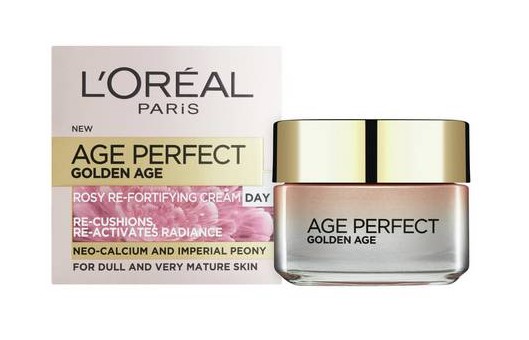 L'ORÉAL
PARiS
NEW
AGE PERFECT
GOLDEN AGE
ROSY RE-FORTIFYING CREAM DAY
RE-CUSHIONS,
RE-ACTIVATES RADIANCE
NEO-CALCIUM AND IMPERIAL PEONY
FOR DULL AND VERY MATURE SKIN
AGE PERFECT
GOLDEN AGE